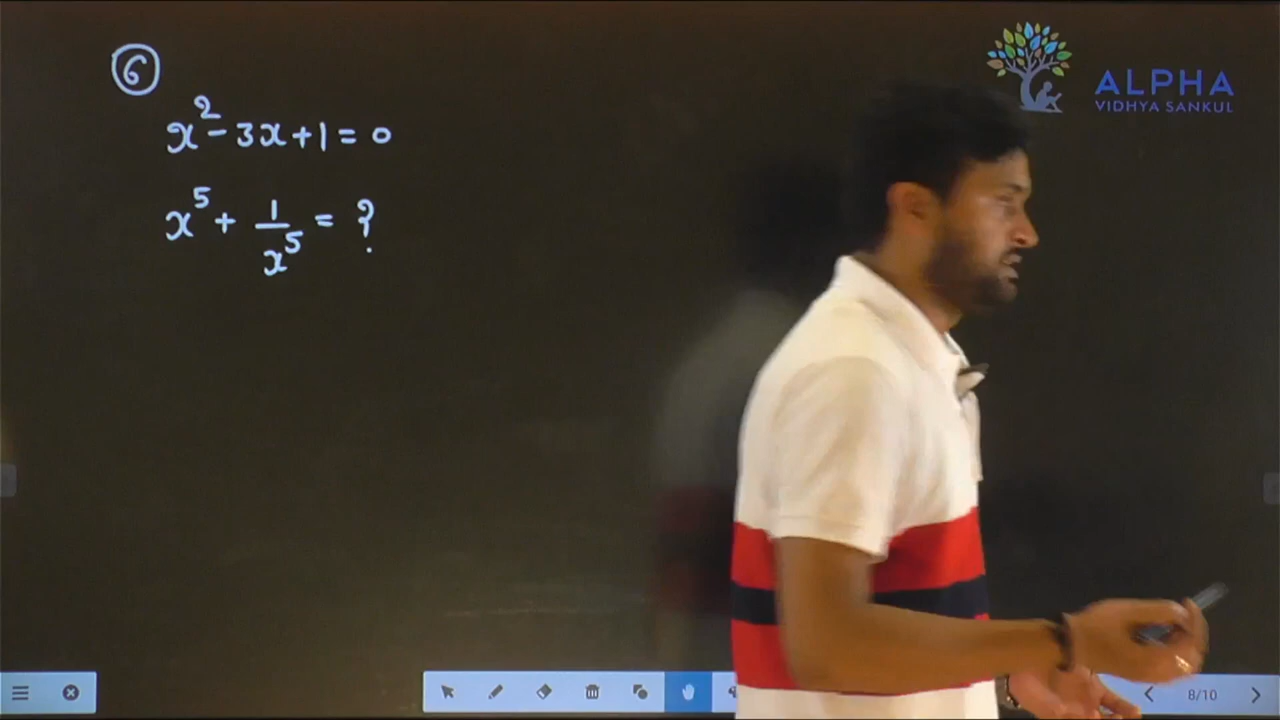 6
x² - 3x + 1 = 0
x⁵ + 1/x⁵ = ?
ALPHA
VIDHYA SANKUL
8/10